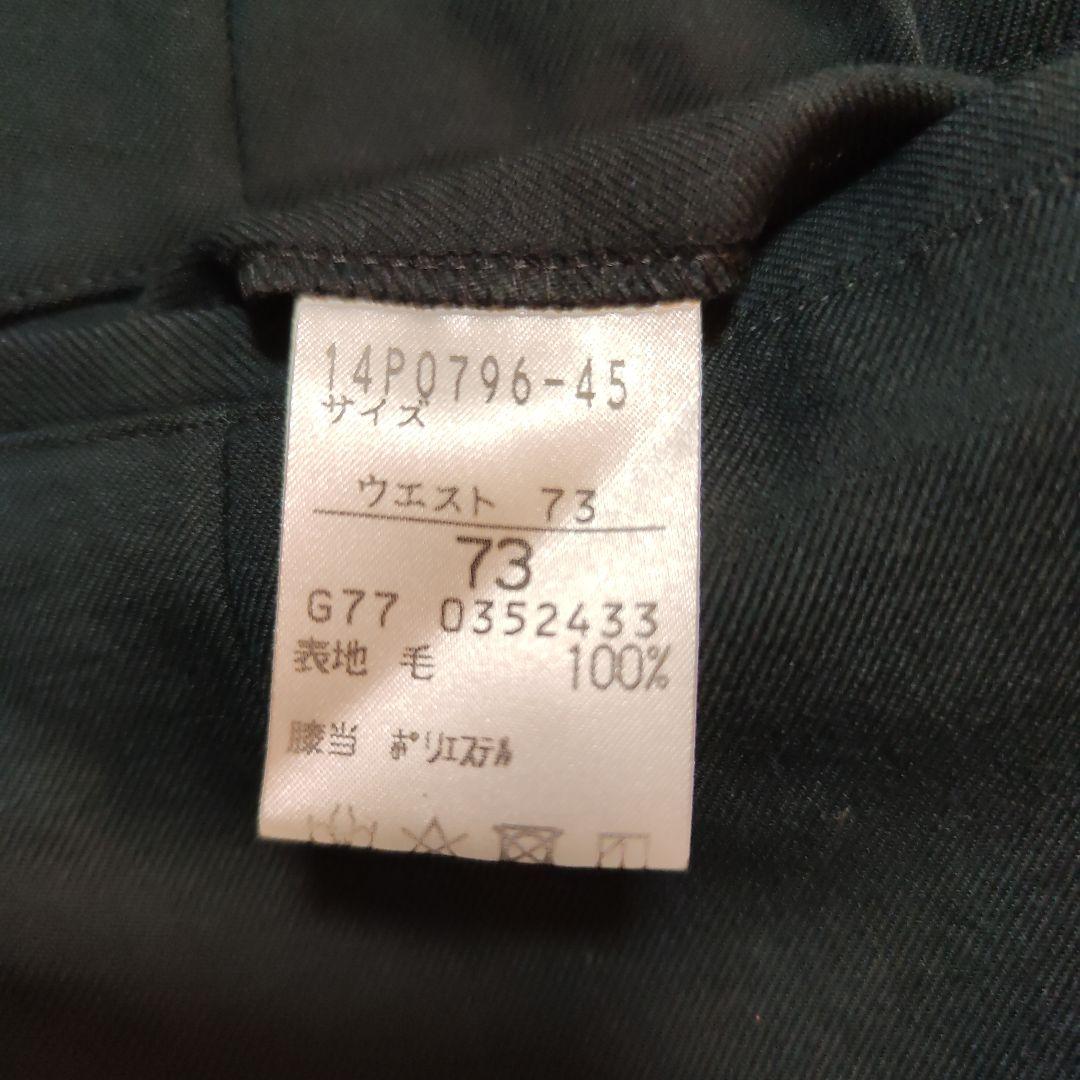 14P0796-45
サイズ
ウエスト 73
73
G77 0352433
表地 毛 100%
膝当 ポリエステル